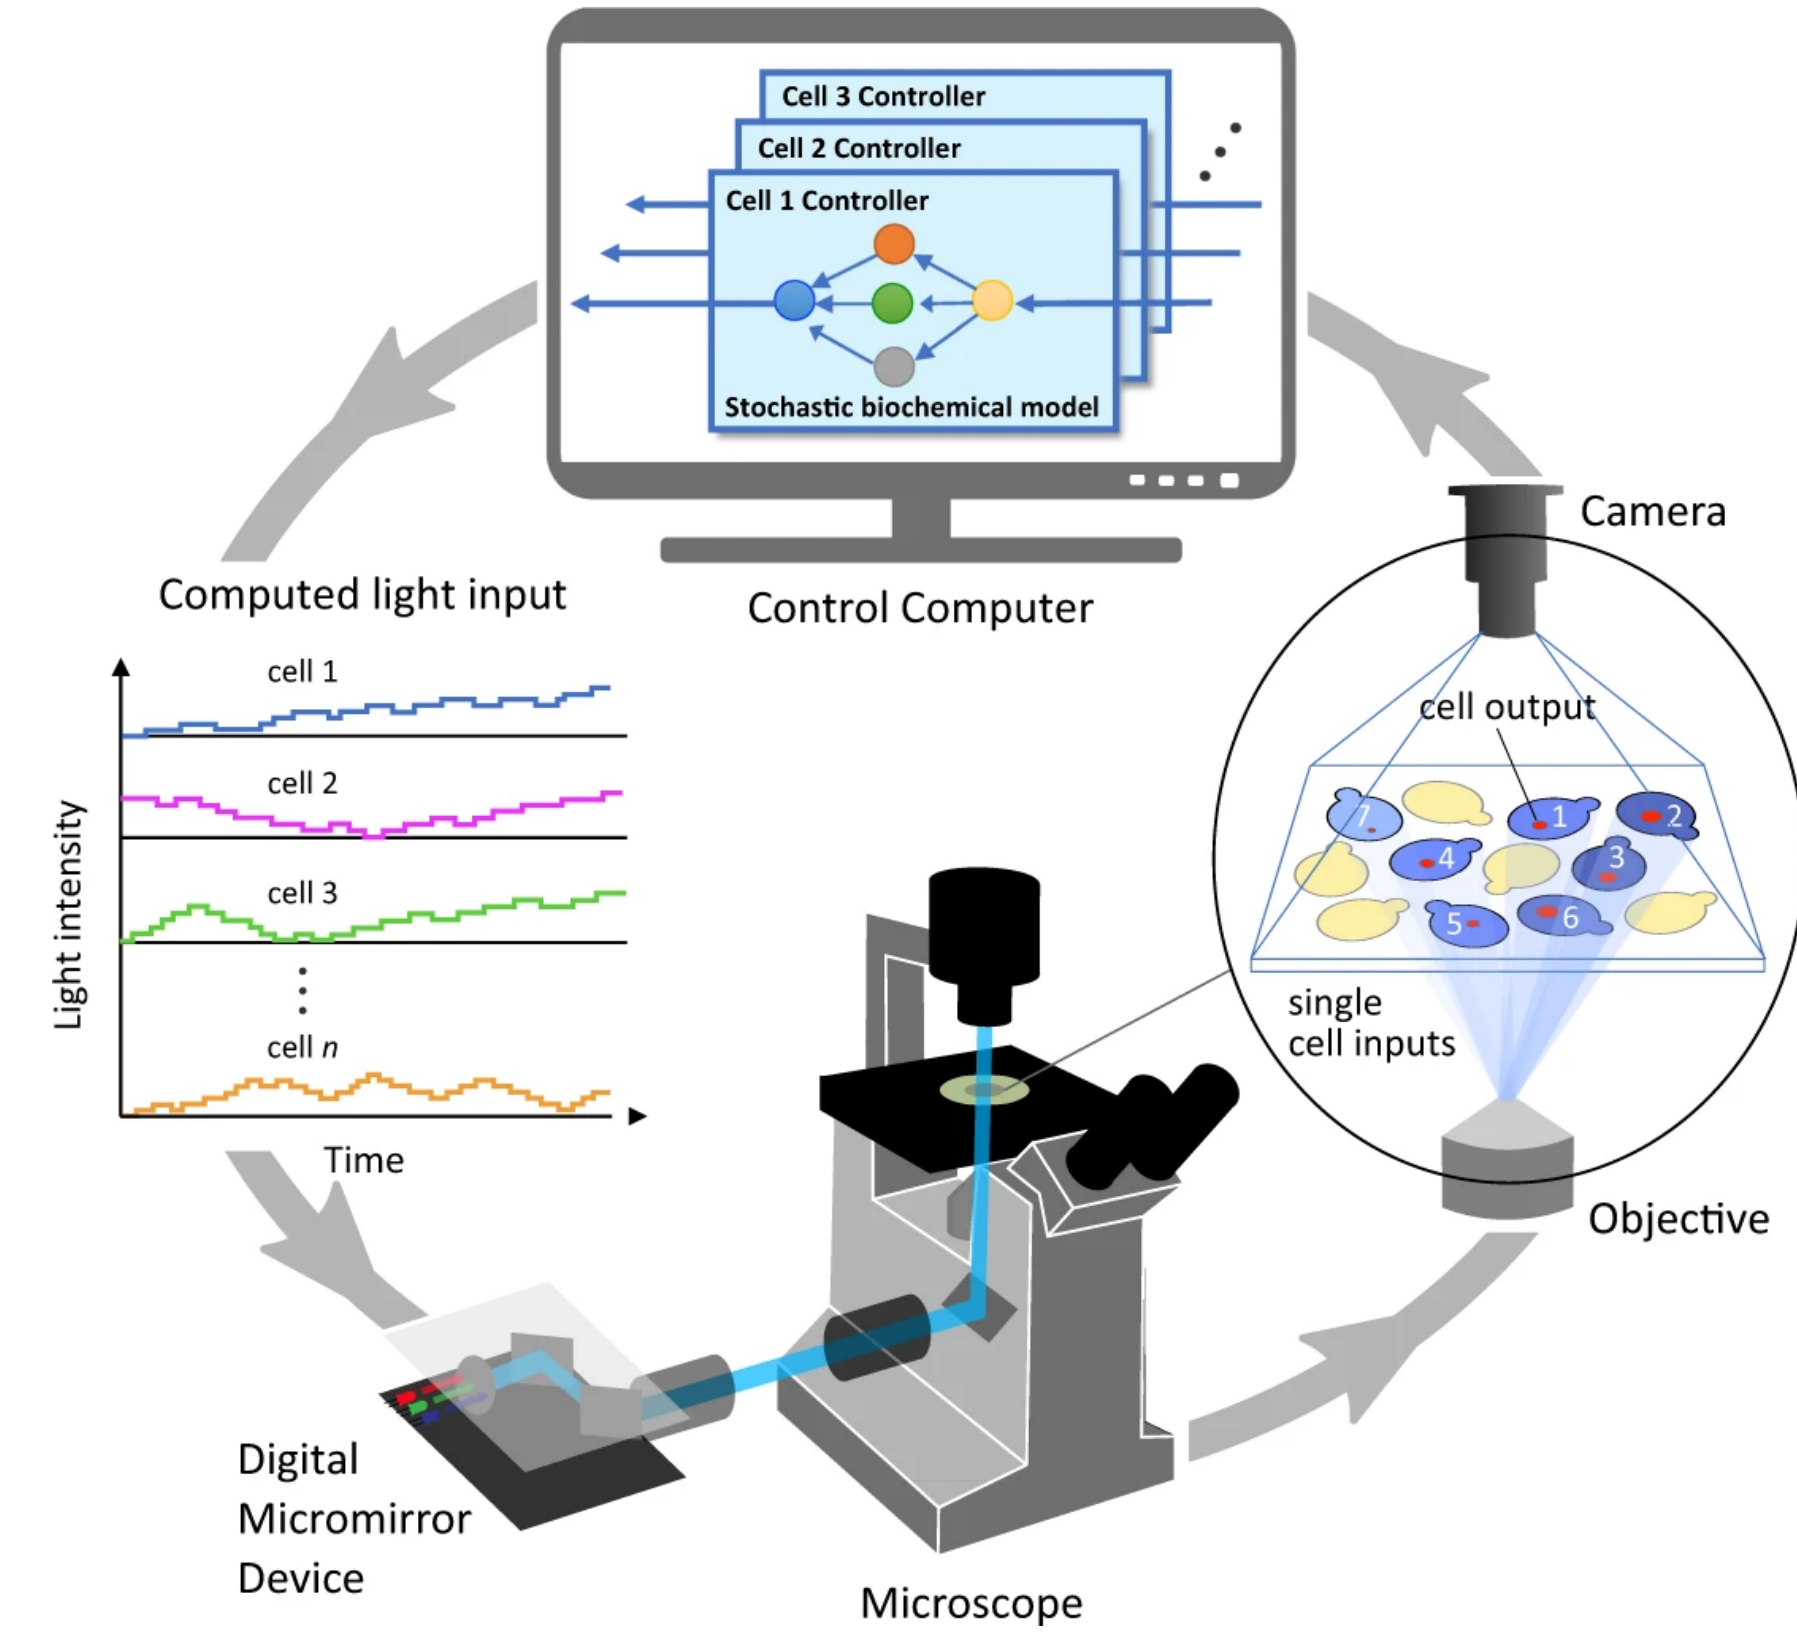 Cell 3 Controller
Cell 2 Controller
Cell 1 Controller
Stochastic biochemical model
Control Computer
Camera
Computed light input
cell 1
cell 2
cell 3
cell n
Light intensity
Time
cell output
7
1
2
4
3
5
6
single
cell inputs
Objective
Digital
Micromirror
Device
Microscope